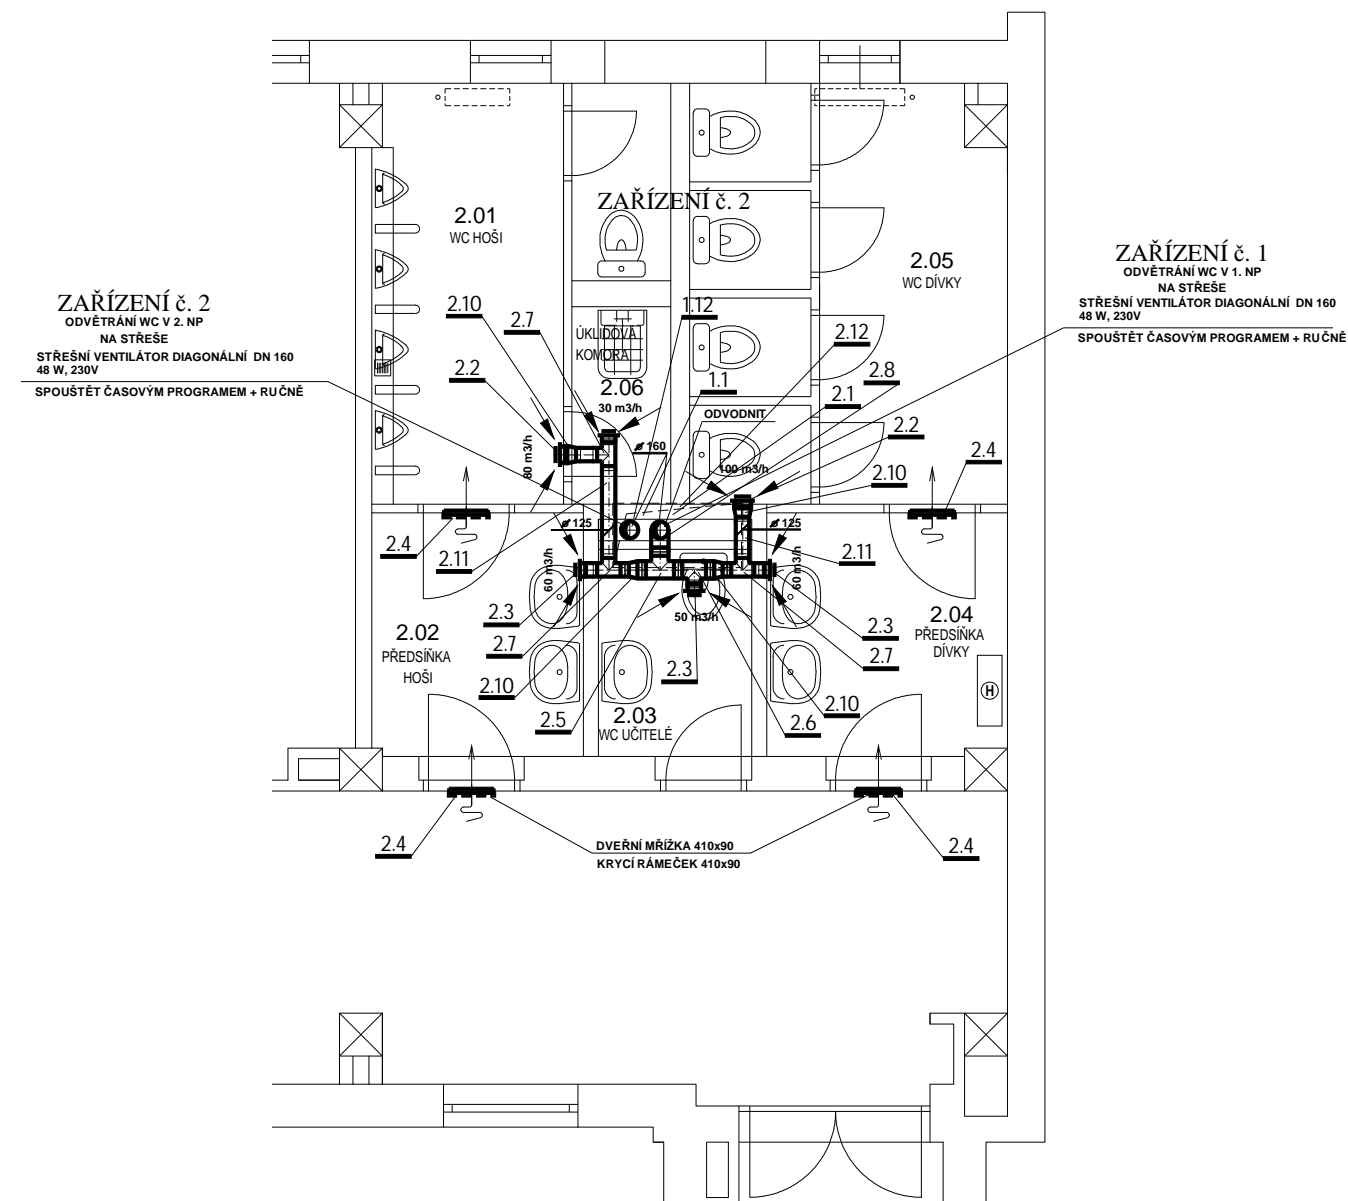 ZAŘÍZENÍ č. 2
2.01
WC HOŠI
2.05
WC DÍVKY
ZAŘÍZENÍ č. 1
ODVĚTRÁNÍ WC V 1. NP
NA STŘEŠE
STŘEŠNÍ VENTILÁTOR DIAGONÁLNÍ DN 160
48 W, 230V
SPOUŠTĚT ČASOVÝM PROGRAMEM + RUČNĚ
ZAŘÍZENÍ č. 2
ODVĚTRÁNÍ WC V 2. NP
NA STŘEŠE
STŘEŠNÍ VENTILÁTOR DIAGONÁLNÍ DN 160
48 W, 230V
SPOUŠTĚT ČASOVÝM PROGRAMEM + RUČNĚ
2.10
2.7
1.12
ÚKLIDOVÁ
KOMORA
2.12
2.2
2.06
30 m3/h
1.1
2.8
2.1
ODVODNIT
2.2
80 m3/h
ø 160
100 m3/h
2.4
2.10
ø 125
ø 125
2.4
2.11
2.11
60 m3/h
60 m3/h
2.3
50 m3/h
2.3
2.02
PŘEDSÍŇKA
HOŠI
2.7
2.04
PŘEDSÍŇKA
DÍVKY
2.7
2.3
2.10
2.10
H
2.5
2.03
WC UČITELÉ
2.6
2.4
DVEŘNÍ MŘÍŽKA 410x90
KRYCÍ RÁMEČEK 410x90
2.4